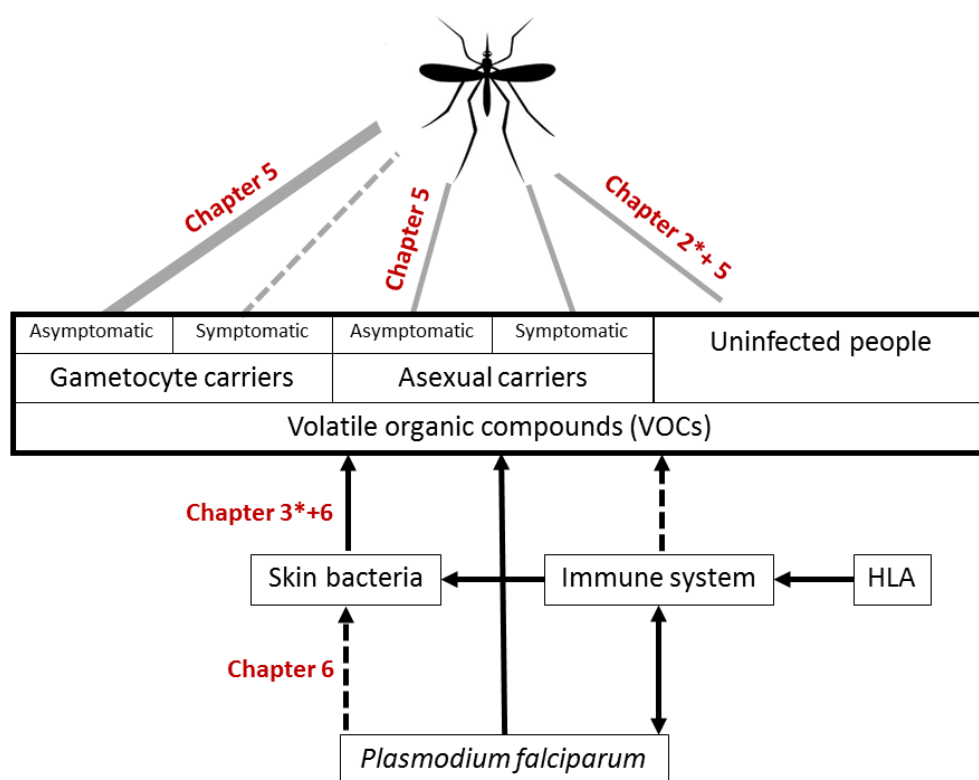 Chapter 5
Chapter 5
Chapter 2*+ 5
Asymptomatic
Symptomatic
Asymptomatic
Symptomatic
Uninfected people
Gametocyte carriers
Asexual carriers
Volatile organic compounds (VOCs)
Chapter 3*+6
Skin bacteria
Immune system
HLA
Chapter 6
Plasmodium falciparum